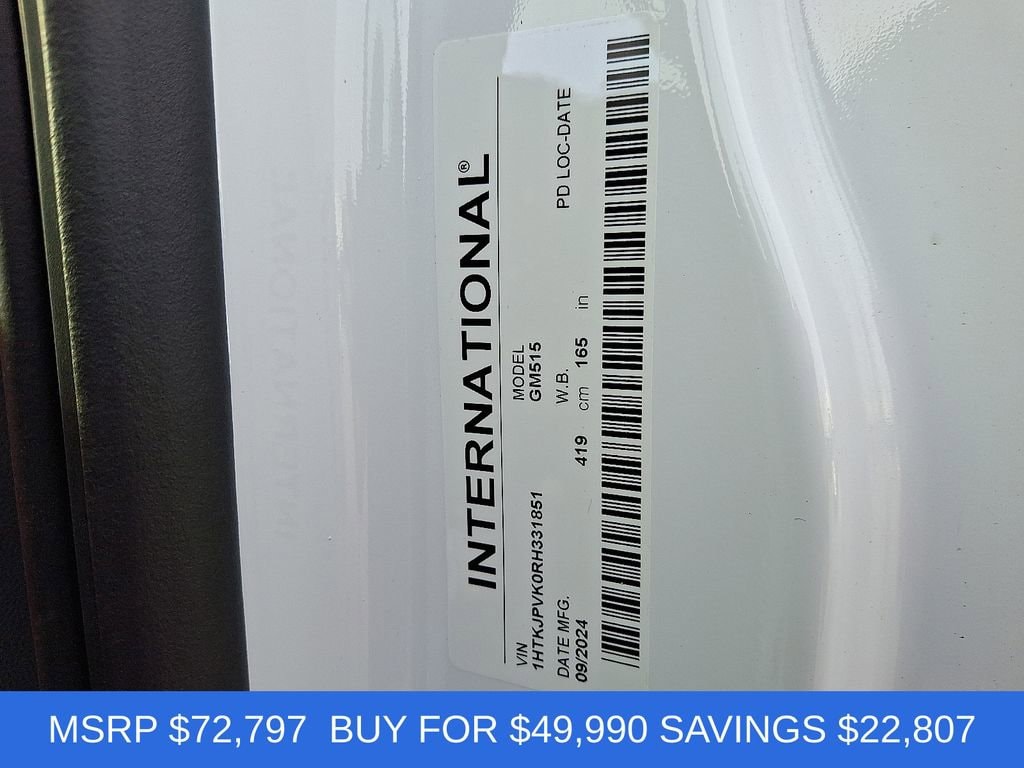 INTERNATIONAL®
VIN
1HTKJPVK0RH331851
MODEL
GM515
DATE MFG.
09/2024
W.B.
419 cm 165 in
PD LOC-DATE
MSRP $72,797 BUY FOR $49,990 SAVINGS $22,807